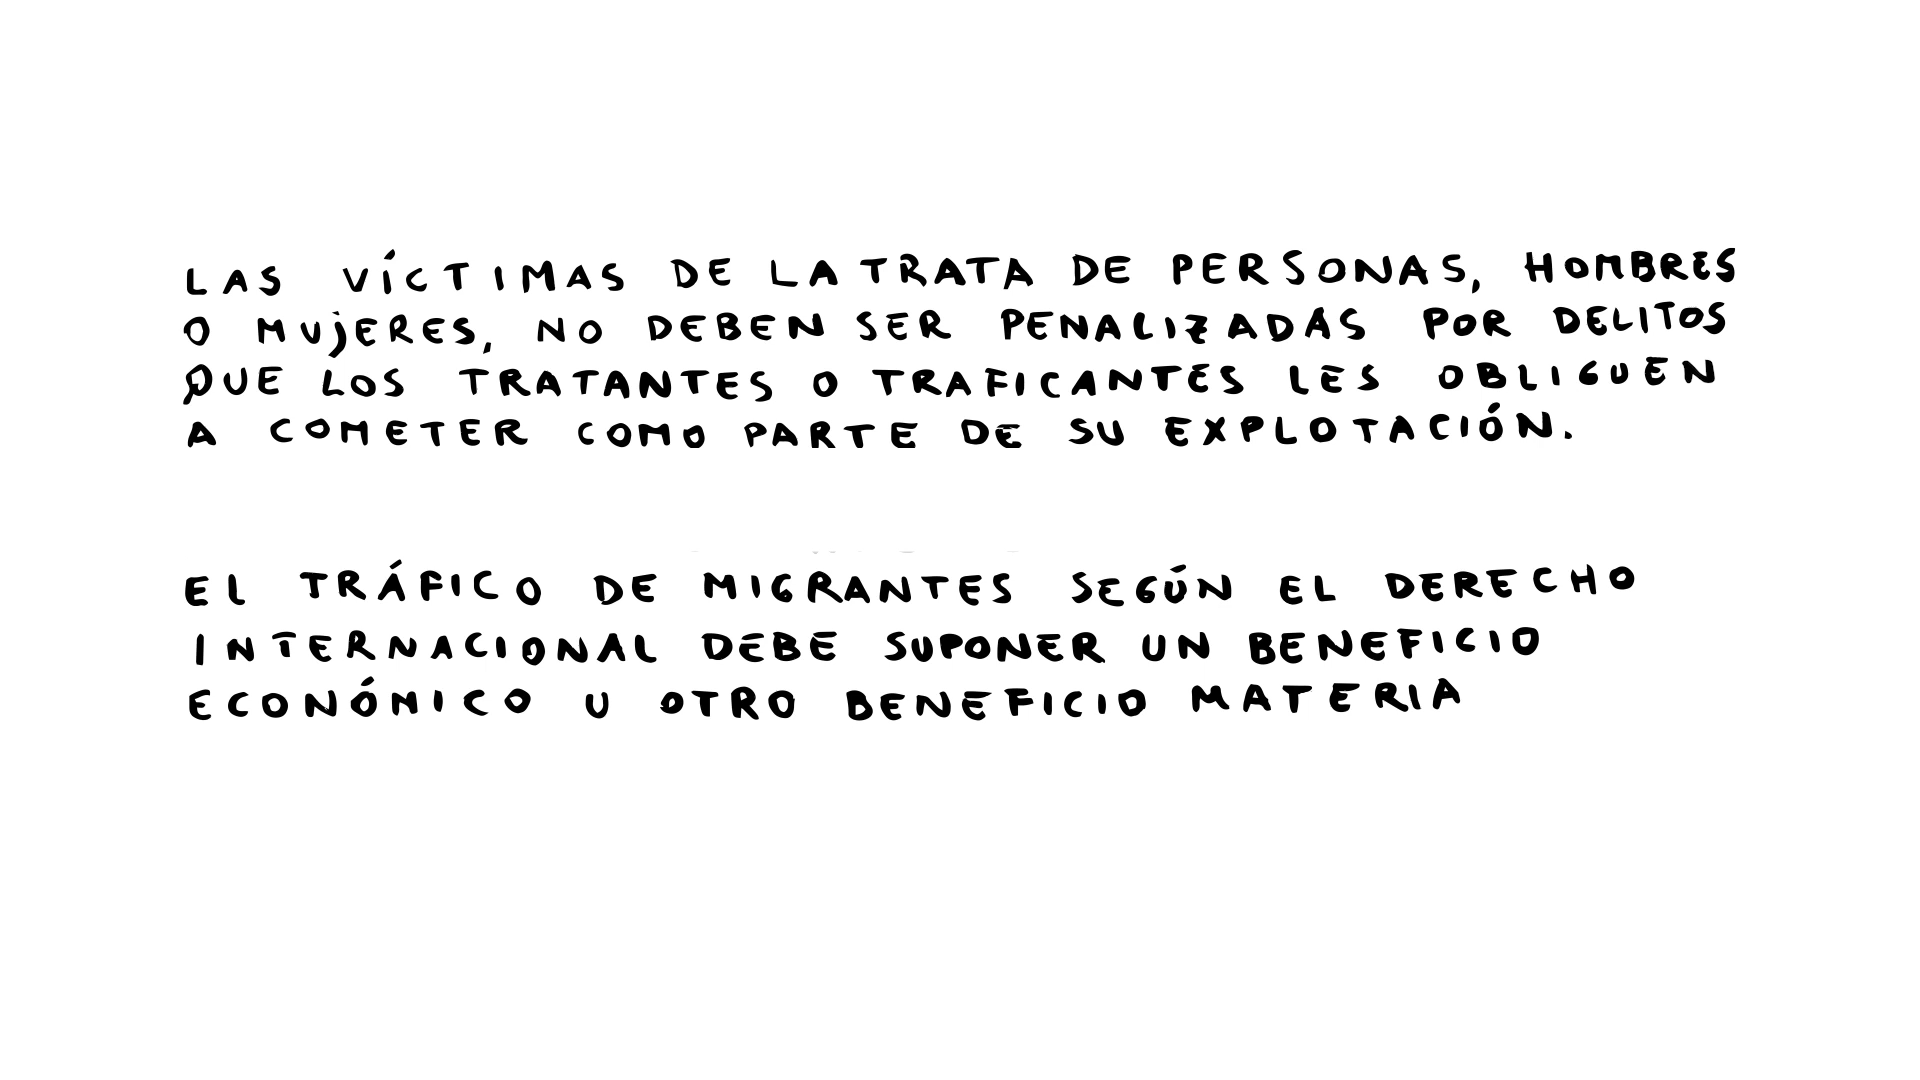 LAS VÍCTIMAS DE LA TRATA DE PERSONAS, HOMBRES
O MUjERES, NO DEBEN SER PENALIZADAS POR DELITOS
QUE LOS TRATANTES O TRAFICANTES LES OBLIGUEN
A COMETER COMO PARTE DE SU EXPLOTACIÓN.
EL TRÁFICO DE MIGRANTES SEGÚN EL DERECHO
INTERNACIONAL DEBE SUPONER UN BENEFICIO
ECONÓMICO U OTRO BENEFICIO MATERIA